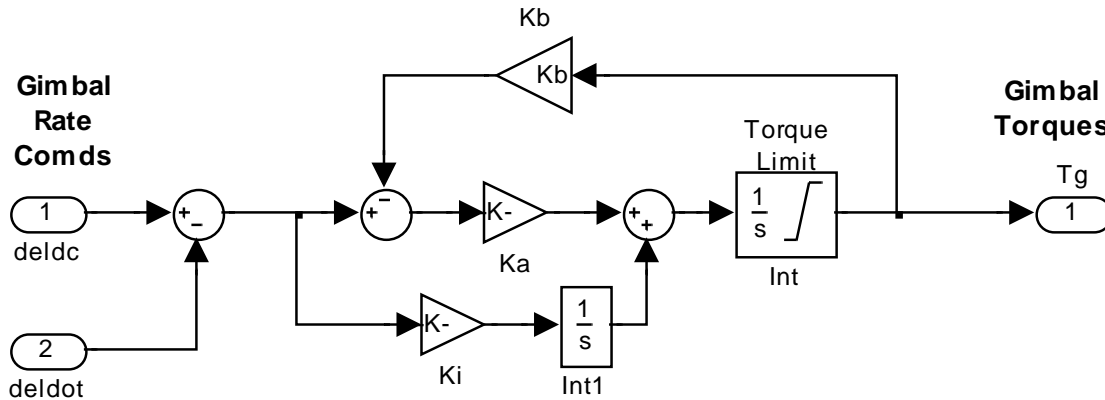 Kb
Kb
Gimbal
Rate
Comds
Gimbal
Torques
Torque
Limit
Tg
1
deldc
+
-
+
-
K-
Ka
+
+
1
s
Int
1
2
deldot
K-
Ki
1
s
Int1